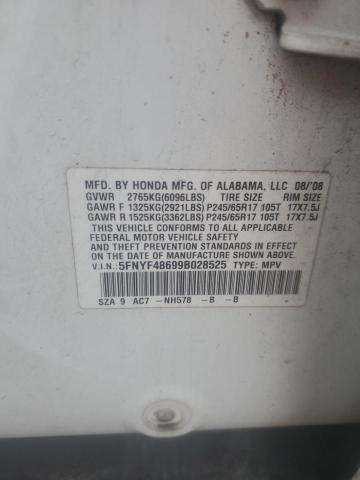 MFD. BY HONDA MFG. OF ALABAMA, LLC 08/'08
GVWR 2765KG(6096LBS) TIRE SIZE RIM SIZE
GAWR F 1325KG(2921LBS) P245/65R17 105T 17X7.5J
GAWR R 1525KG(3362LBS) P245/65R17 105T 17X7.5J
THIS VEHICLE CONFORMS TO ALL APPLICABLE
FEDERAL MOTOR VEHICLE SAFETY
AND THEFT PREVENTION STANDARDS IN EFFECT
ON THE DATE OF MANUFACTURE SHOWN ABOVE.
V.I.N: 5FNYF48699B028525 TYPE: MPV
SZA 9 AC7 -NH578 -B -B